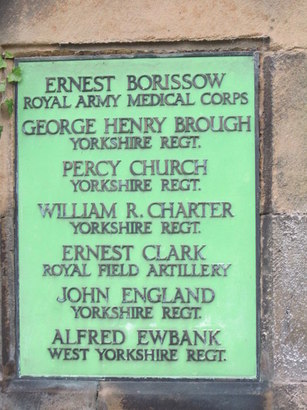 ERNEST BORISSOW
ROYAL ARMY MEDICAL CORPS
GEORGE HENRY BROUGH
YORKSHIRE REGT.
PERCY CHURCH
YORKSHIRE REGT.
WILLIAM R. CHARTER
YORKSHIRE REGT.
ERNEST CLARK
ROYAL FIELD ARTILLERY
JOHN ENGLAND
YORKSHIRE REGT.
ALFRED EWBANK
WEST YORKSHIRE REGT.